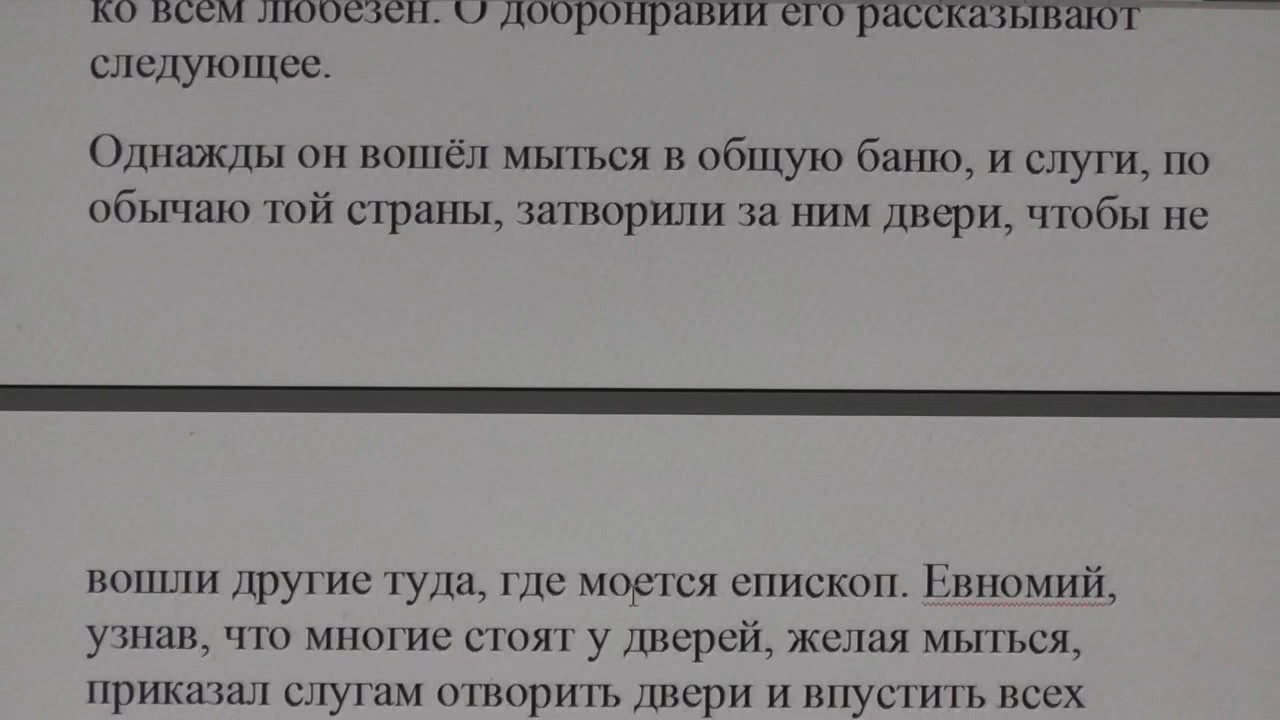 ко всем любезен. О добронравии его рассказывают
следующее.
Однажды он вошёл мыться в общую баню, и слуги, по
обычаю той страны, затворили за ним двери, чтобы не
вошли другие туда, где моется епископ. Евномий,
узнав, что многие стоят у дверей, желая мыться,
приказал слугам отворить двери и впустить всех